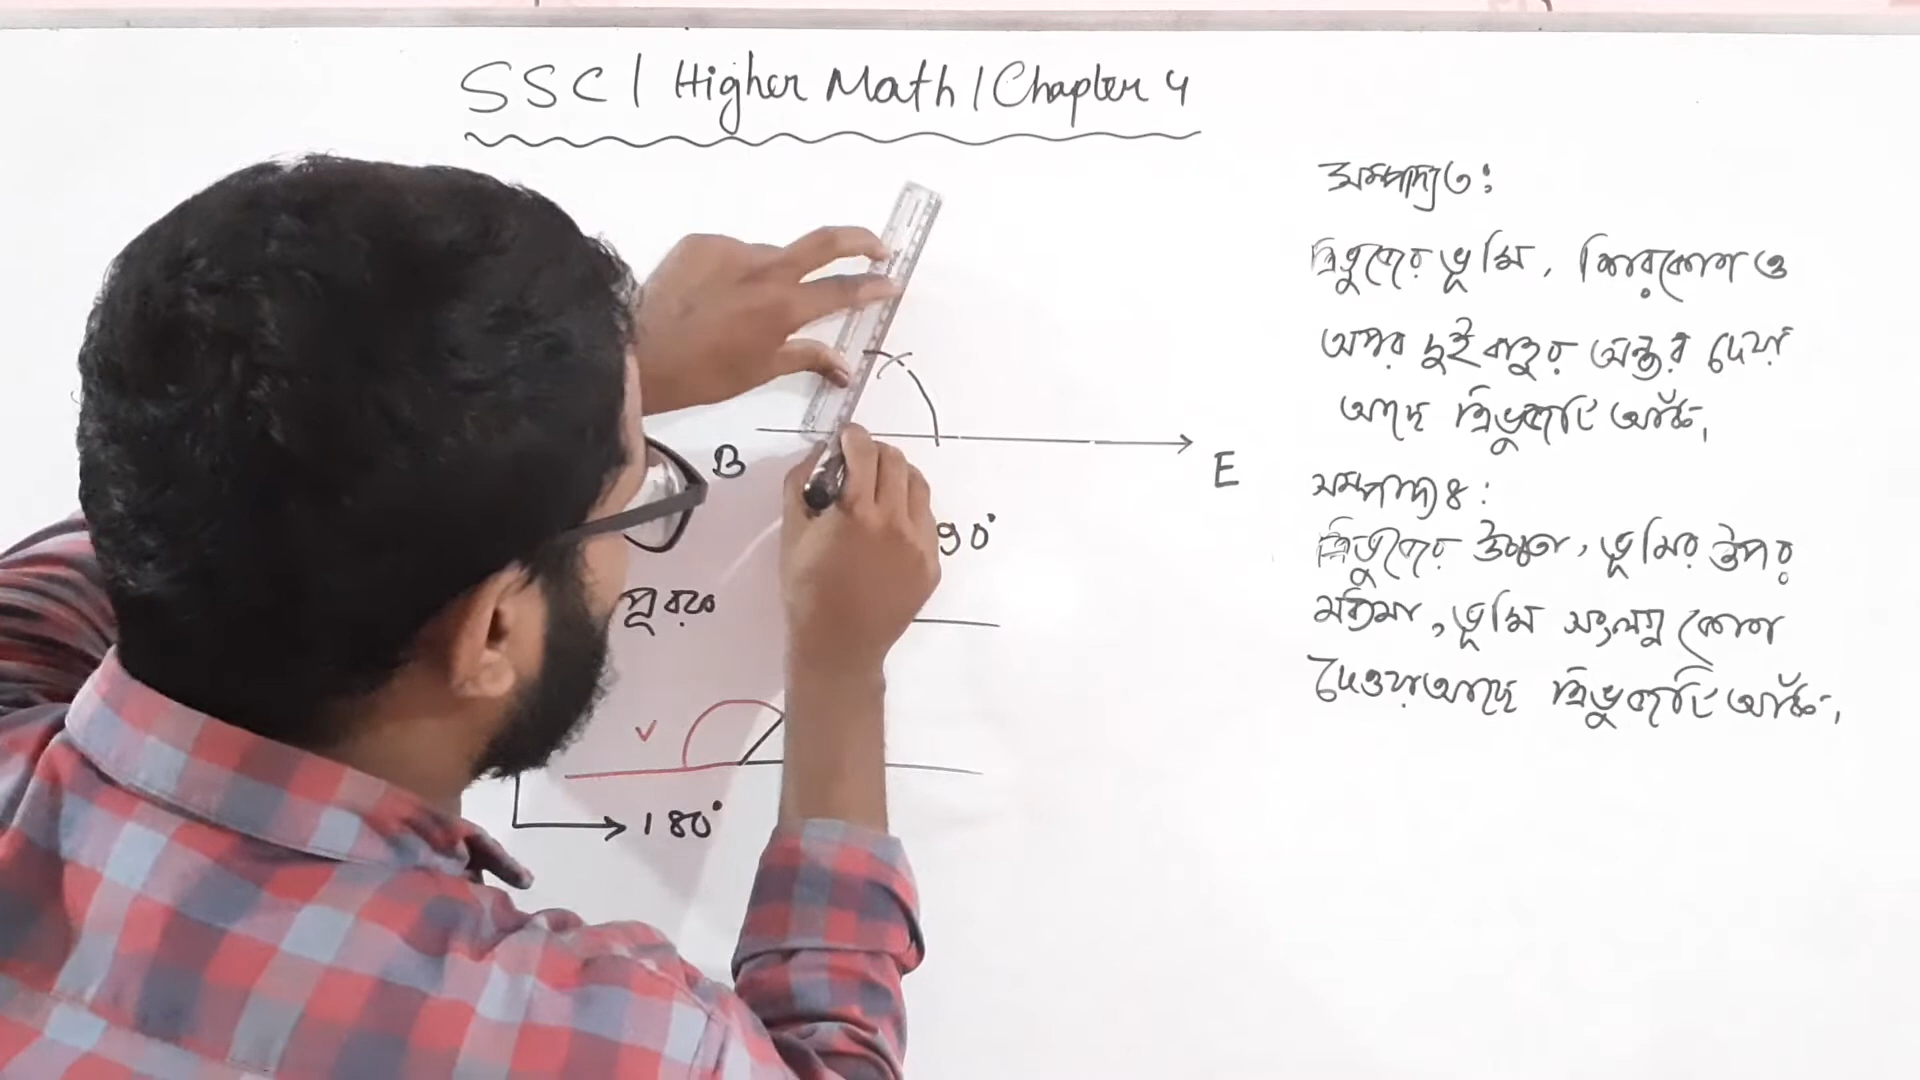 SSC | Higher Math | Chapter 4
সম্পাদ্য ৩:
ত্রিভুজের ভূমি, শিরঃকোণ ও
অপর দুই বাহুর অন্তর দেয়া
আছে ত্রিভুজটি আঁক।
সম্পাদ্য ৪:
ত্রিভুজের উচ্চতা, ভূমির উপর
মধ্যমা, ভূমি সংলগ্ন কোণ
দেওয়া আছে ত্রিভুজটি আঁক।
B
E
90°
পূরক
180°